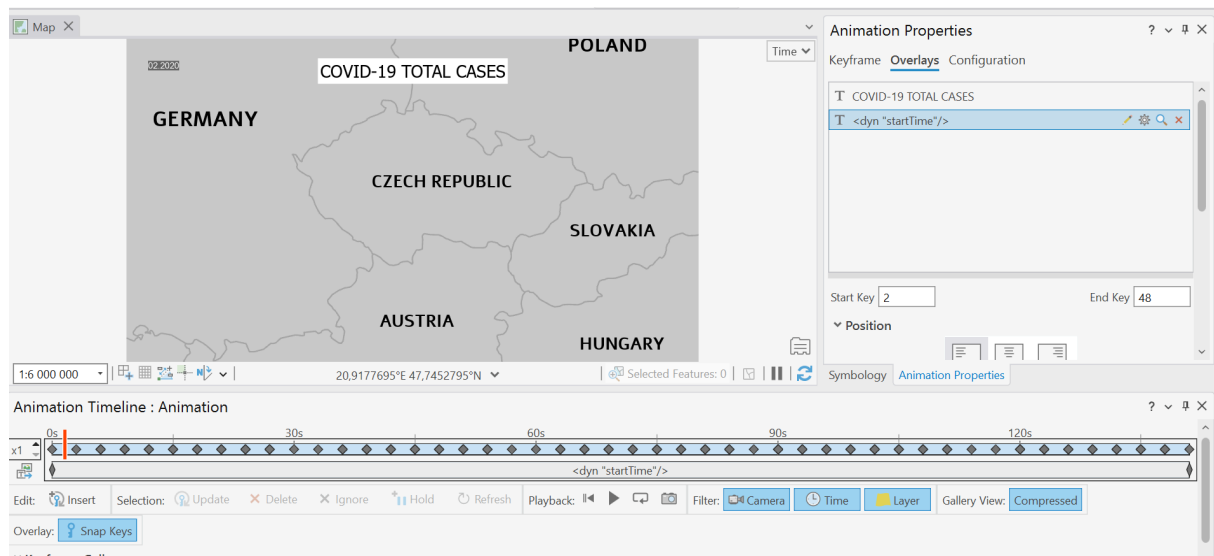 Map
Animation Properties
Keyframe Overlays Configuration
POLAND
Time
02.2020
COVID-19 TOTAL CASES
T COVID-19 TOTAL CASES
T <dyn "startTime"/>
GERMANY
CZECH REPUBLIC
SLOVAKIA
Start Key 2 End Key 48
Position
AUSTRIA
HUNGARY
1:6 000 000
20,9177695°E 47,7452795°N
Selected Features: 0
Symbology Animation Properties
Animation Timeline : Animation
0s 30s 60s 90s 120s
x1
<dyn "startTime"/>
Edit: Insert Selection: Update Delete Ignore Hold Refresh Playback: Filter: Camera Time Layer Gallery View: Compressed
Overlay: Snap Keys